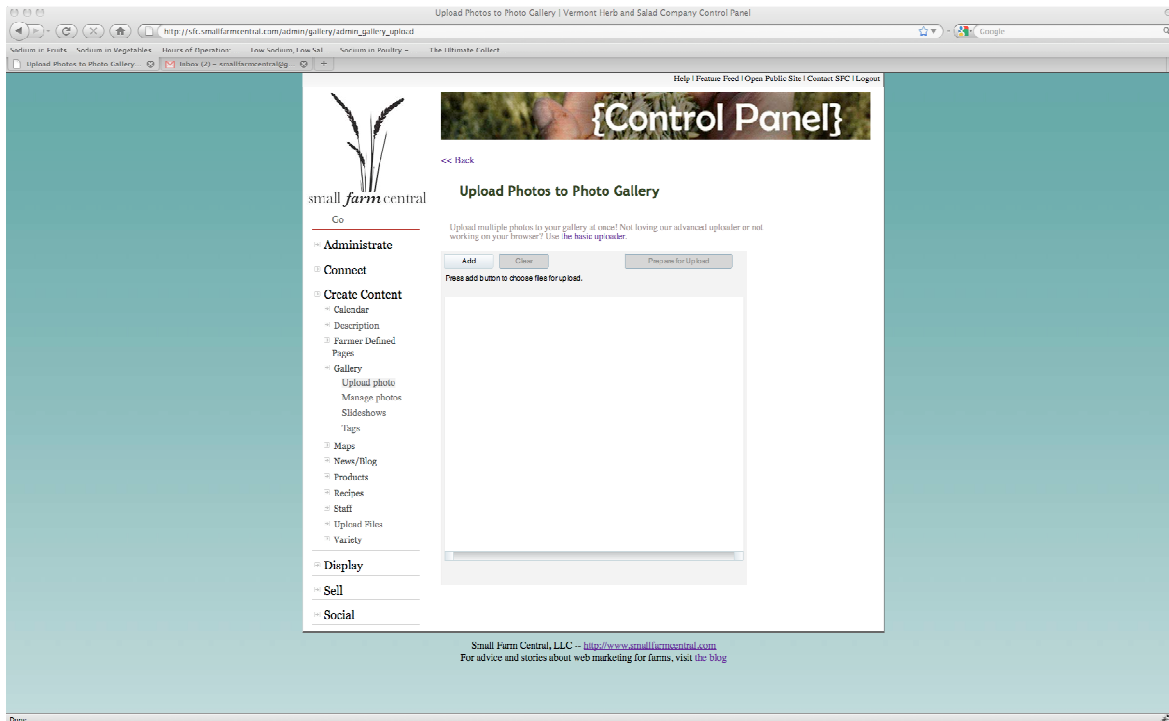 Upload Photos to Photo Gallery | Vermont Herb and Salad Company Control Panel
http://sfc.smallfarmcentral.com/admin/gallery/admin_gallery_upload
Google
Sodium in Fruits Sodium in Vegetables Hours of Operation: Low Sodium, Low Sal... Sodium in Poultry – The Ultimate Collect...
Upload Photos to Photo Gallery... Inbox (2) – smallfarmcentral@g... +
Help | Feature Feed | Open Public Site | Contact SFC | Logout
{Control Panel}
small farm central
Go
<< Back
Upload Photos to Photo Gallery
Upload multiple photos to your gallery at once! Not loving our advanced uploader or not
working on your browser? Use the basic uploader.
Add Clear Prepare for Upload
Press add button to choose files for upload.
Administrate
Connect
Create Content
Calendar
Description
Farmer Defined
Pages
Gallery
Upload photo
Manage photos
Slideshows
Tags
Maps
News/Blog
Products
Recipes
Staff
Upload Files
Variety
Display
Sell
Social
Small Farm Central, LLC -- http://www.smallfarmcentral.com
For advice and stories about web marketing for farms, visit the blog
Done